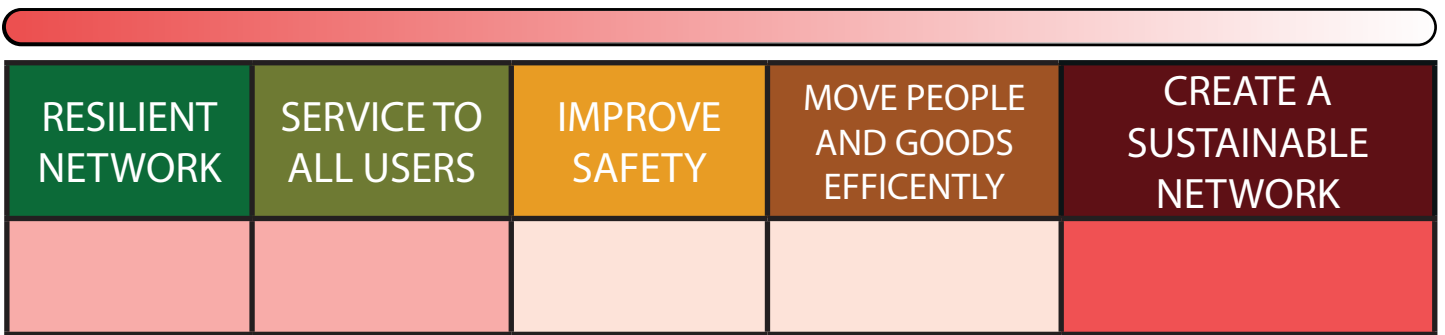 RESILIENT
NETWORK
SERVICE TO
ALL USERS
IMPROVE
SAFETY
MOVE PEOPLE
AND GOODS
EFFICENTLY
CREATE A
SUSTAINABLE
NETWORK